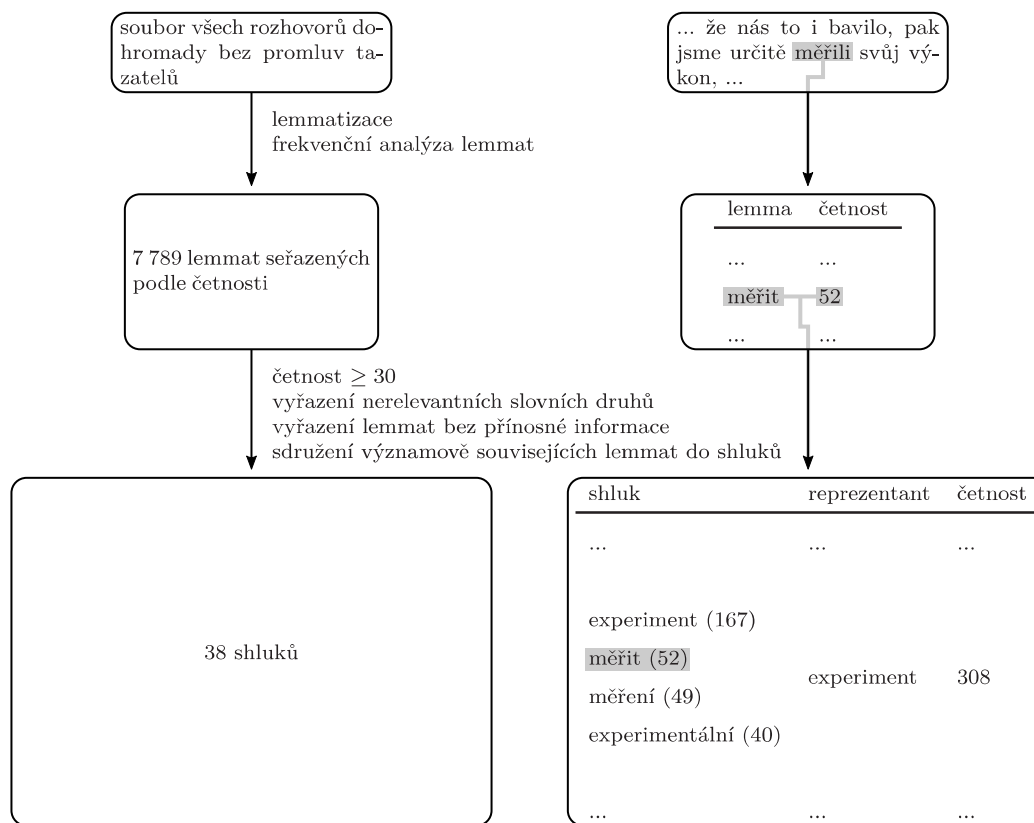 soubor všech rozhovorů do-
hromady bez promluv ta-
zatelů
... že nás to i bavilo, pak
jsme určitě měřili svůj vý-
kon, ...
lemmatizace
frekvenční analýza lemmat
7 789 lemmat seřazených
podle četnosti
lemma četnost
... ...
měřit 52
... ...
četnost ≥ 30
vyřazení nerelevantních slovních druhů
vyřazení lemmat bez přínosné informace
sdružení významově souvisejících lemmat do shluků
38 shluků
shluk reprezentant četnost
... ... ...
experiment (167)
měřit (52)
experiment 308
měření (49)
experimentální (40)
... ... ...